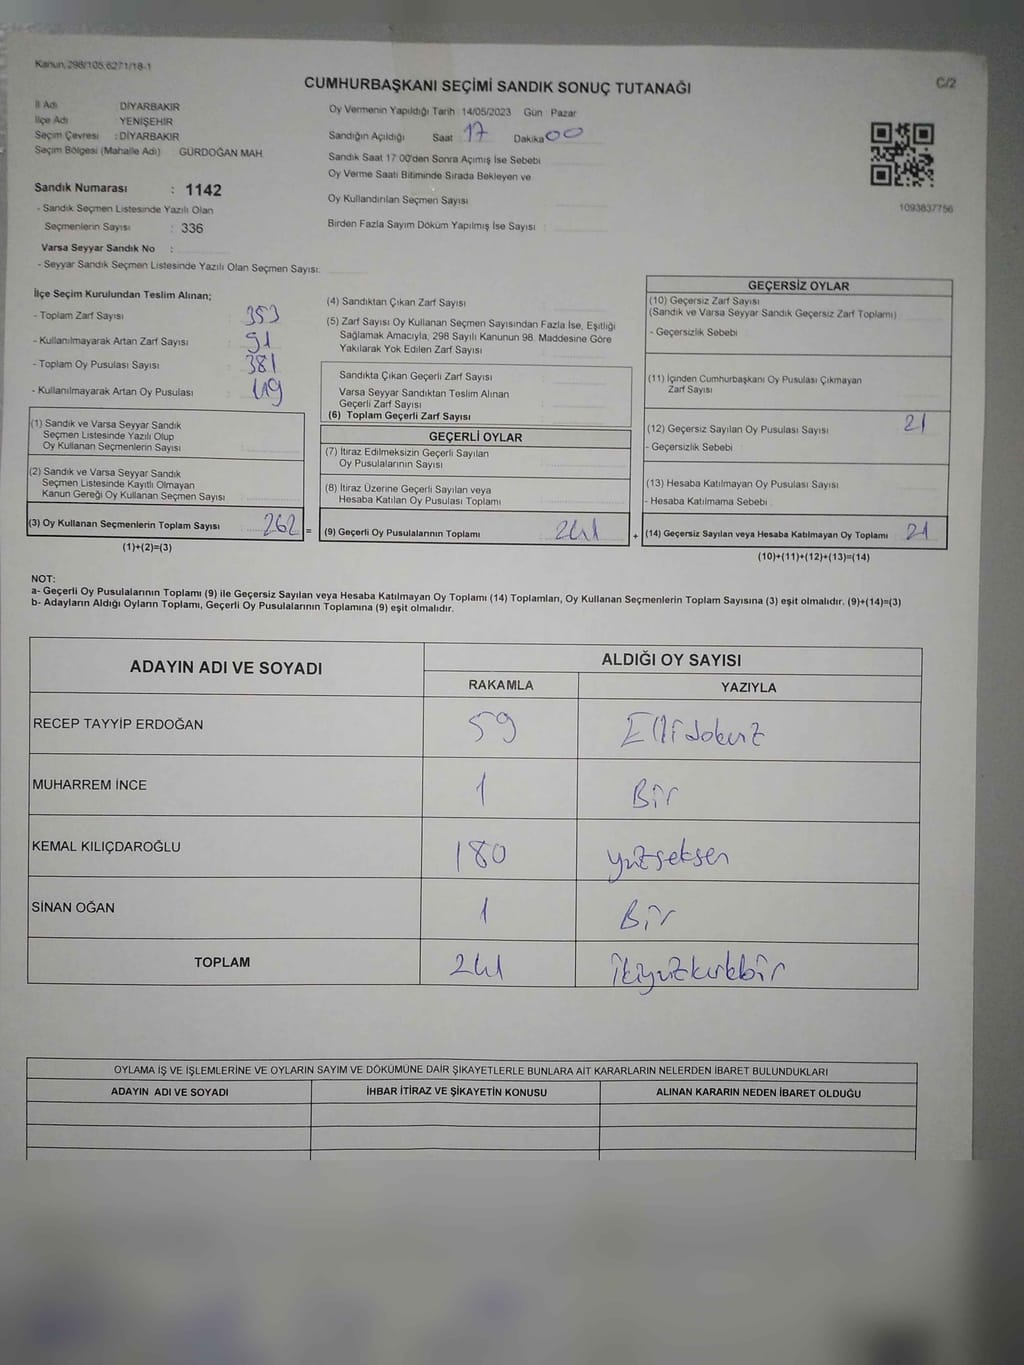 Kanun,298/105,6271/18-1
CUMHURBAŞKANI SEÇİMİ SANDIK SONUÇ TUTANAĞI
C/2
İl Adı DİYARBAKIR
İlçe Adı YENİŞEHİR
Seçim Çevresi : DİYARBAKIR
Seçim Bölgesi (Mahalle Adı) GÜRDOĞAN MAH
Oy Vermenin Yapıldığı Tarih 14/05/2023 Gün Pazar
Sandığın Açıldığı Saat 17 Dakika 00
Sandık Saat 17 00'den Sonra Açımış İse Sebebi
Oy Verme Saati Bitiminde Sırada Bekleyen ve
Oy Kullandırılan Seçmen Sayısı
Birden Fazla Sayım Döküm Yapılmış İse Sayısı
1093837756
Sandık Numarası : 1142
- Sandık Seçmen Listesinde Yazılı Olan
Seçmenlerin Sayısı : 336
Varsa Seyyar Sandık No :
- Seyyar Sandık Seçmen Listesinde Yazılı Olan Seçmen Sayısı:
İlçe Seçim Kurulundan Teslim Alınan;
- Toplam Zarf Sayısı 353
- Kullanılmayarak Artan Zarf Sayısı 91
- Toplam Oy Pusulası Sayısı 381
- Kullanılmayarak Artan Oy Pusulası 119
(1) Sandık ve Varsa Seyyar Sandık
Seçmen Listesinde Yazılı Olup
Oy Kullanan Seçmenlerin Sayısı
(2) Sandık ve Varsa Seyyar Sandık
Seçmen Listesinde Kayıtlı Olmayan
Kanun Gereği Oy Kullanan Seçmen Sayısı
(3) Oy Kullanan Seçmenlerin Toplam Sayısı 262 =
(1)+(2)=(3)
(4) Sandıktan Çıkan Zarf Sayısı
(5) Zarf Sayısı Oy Kullanan Seçmen Sayısından Fazla İse, Eşitliği
Sağlamak Amacıyla, 298 Sayılı Kanunun 98. Maddesine Göre
Yakılarak Yok Edilen Zarf Sayısı
Sandıkta Çıkan Geçerli Zarf Sayısı
Varsa Seyyar Sandıktan Teslim Alınan
Geçerli Zarf Sayısı
(6) Toplam Geçerli Zarf Sayısı
GEÇERLİ OYLAR
(7) İtiraz Edilmeksizin Geçerli Sayılan
Oy Pusulalarının Sayısı
(8) İtiraz Üzerine Geçerli Sayılan veya
Hesaba Katılan Oy Pusulası Toplamı
(9) Geçerli Oy Pusulalarının Toplamı 241 +
GEÇERSİZ OYLAR
(10) Geçersiz Zarf Sayısı
(Sandık ve Varsa Seyyar Sandık Geçersiz Zarf Toplamı)
- Geçersizlik Sebebi
(11) İçinden Cumhurbaşkanı Oy Pusulası Çıkmayan
Zarf Sayısı
(12) Geçersiz Sayılan Oy Pusulası Sayısı 21
- Geçersizlik Sebebi
(13) Hesaba Katılmayan Oy Pusulası Sayısı
- Hesaba Katılmama Sebebi
(14) Geçersiz Sayılan veya Hesaba Katılmayan Oy Toplamı 21
(10)+(11)+(12)+(13)=(14)
NOT:
a- Geçerli Oy Pusulalarının Toplamı (9) ile Geçersiz Sayılan veya Hesaba Katılmayan Oy Toplamı (14) Toplamları, Oy Kullanan Seçmenlerin Toplam Sayısına (3) eşit olmalıdır. (9)+(14)=(3)
b- Adayların Aldığı Oyların Toplamı, Geçerli Oy Pusulalarının Toplamına (9) eşit olmalıdır.
ADAYIN ADI VE SOYADI ALDIĞI OY SAYISI
RAKAMLA YAZIYLA
RECEP TAYYİP ERDOĞAN 59 Ellidokuz
MUHARREM İNCE 1 Bir
KEMAL KILIÇDAROĞLU 180 yüzseksen
SİNAN OĞAN 1 Bir
TOPLAM 241 ikiyüzkırkbir
OYLAMA İŞ VE İŞLEMLERİNE VE OYLARIN SAYIM VE DÖKÜMÜNE DAİR ŞİKAYETLERLE BUNLARA AİT KARARLARIN NELERDEN İBARET BULUNDUKLARI
ADAYIN ADI VE SOYADI İHBAR İTİRAZ VE ŞİKAYETİN KONUSU ALINAN KARARIN NEDEN İBARET OLDUĞU